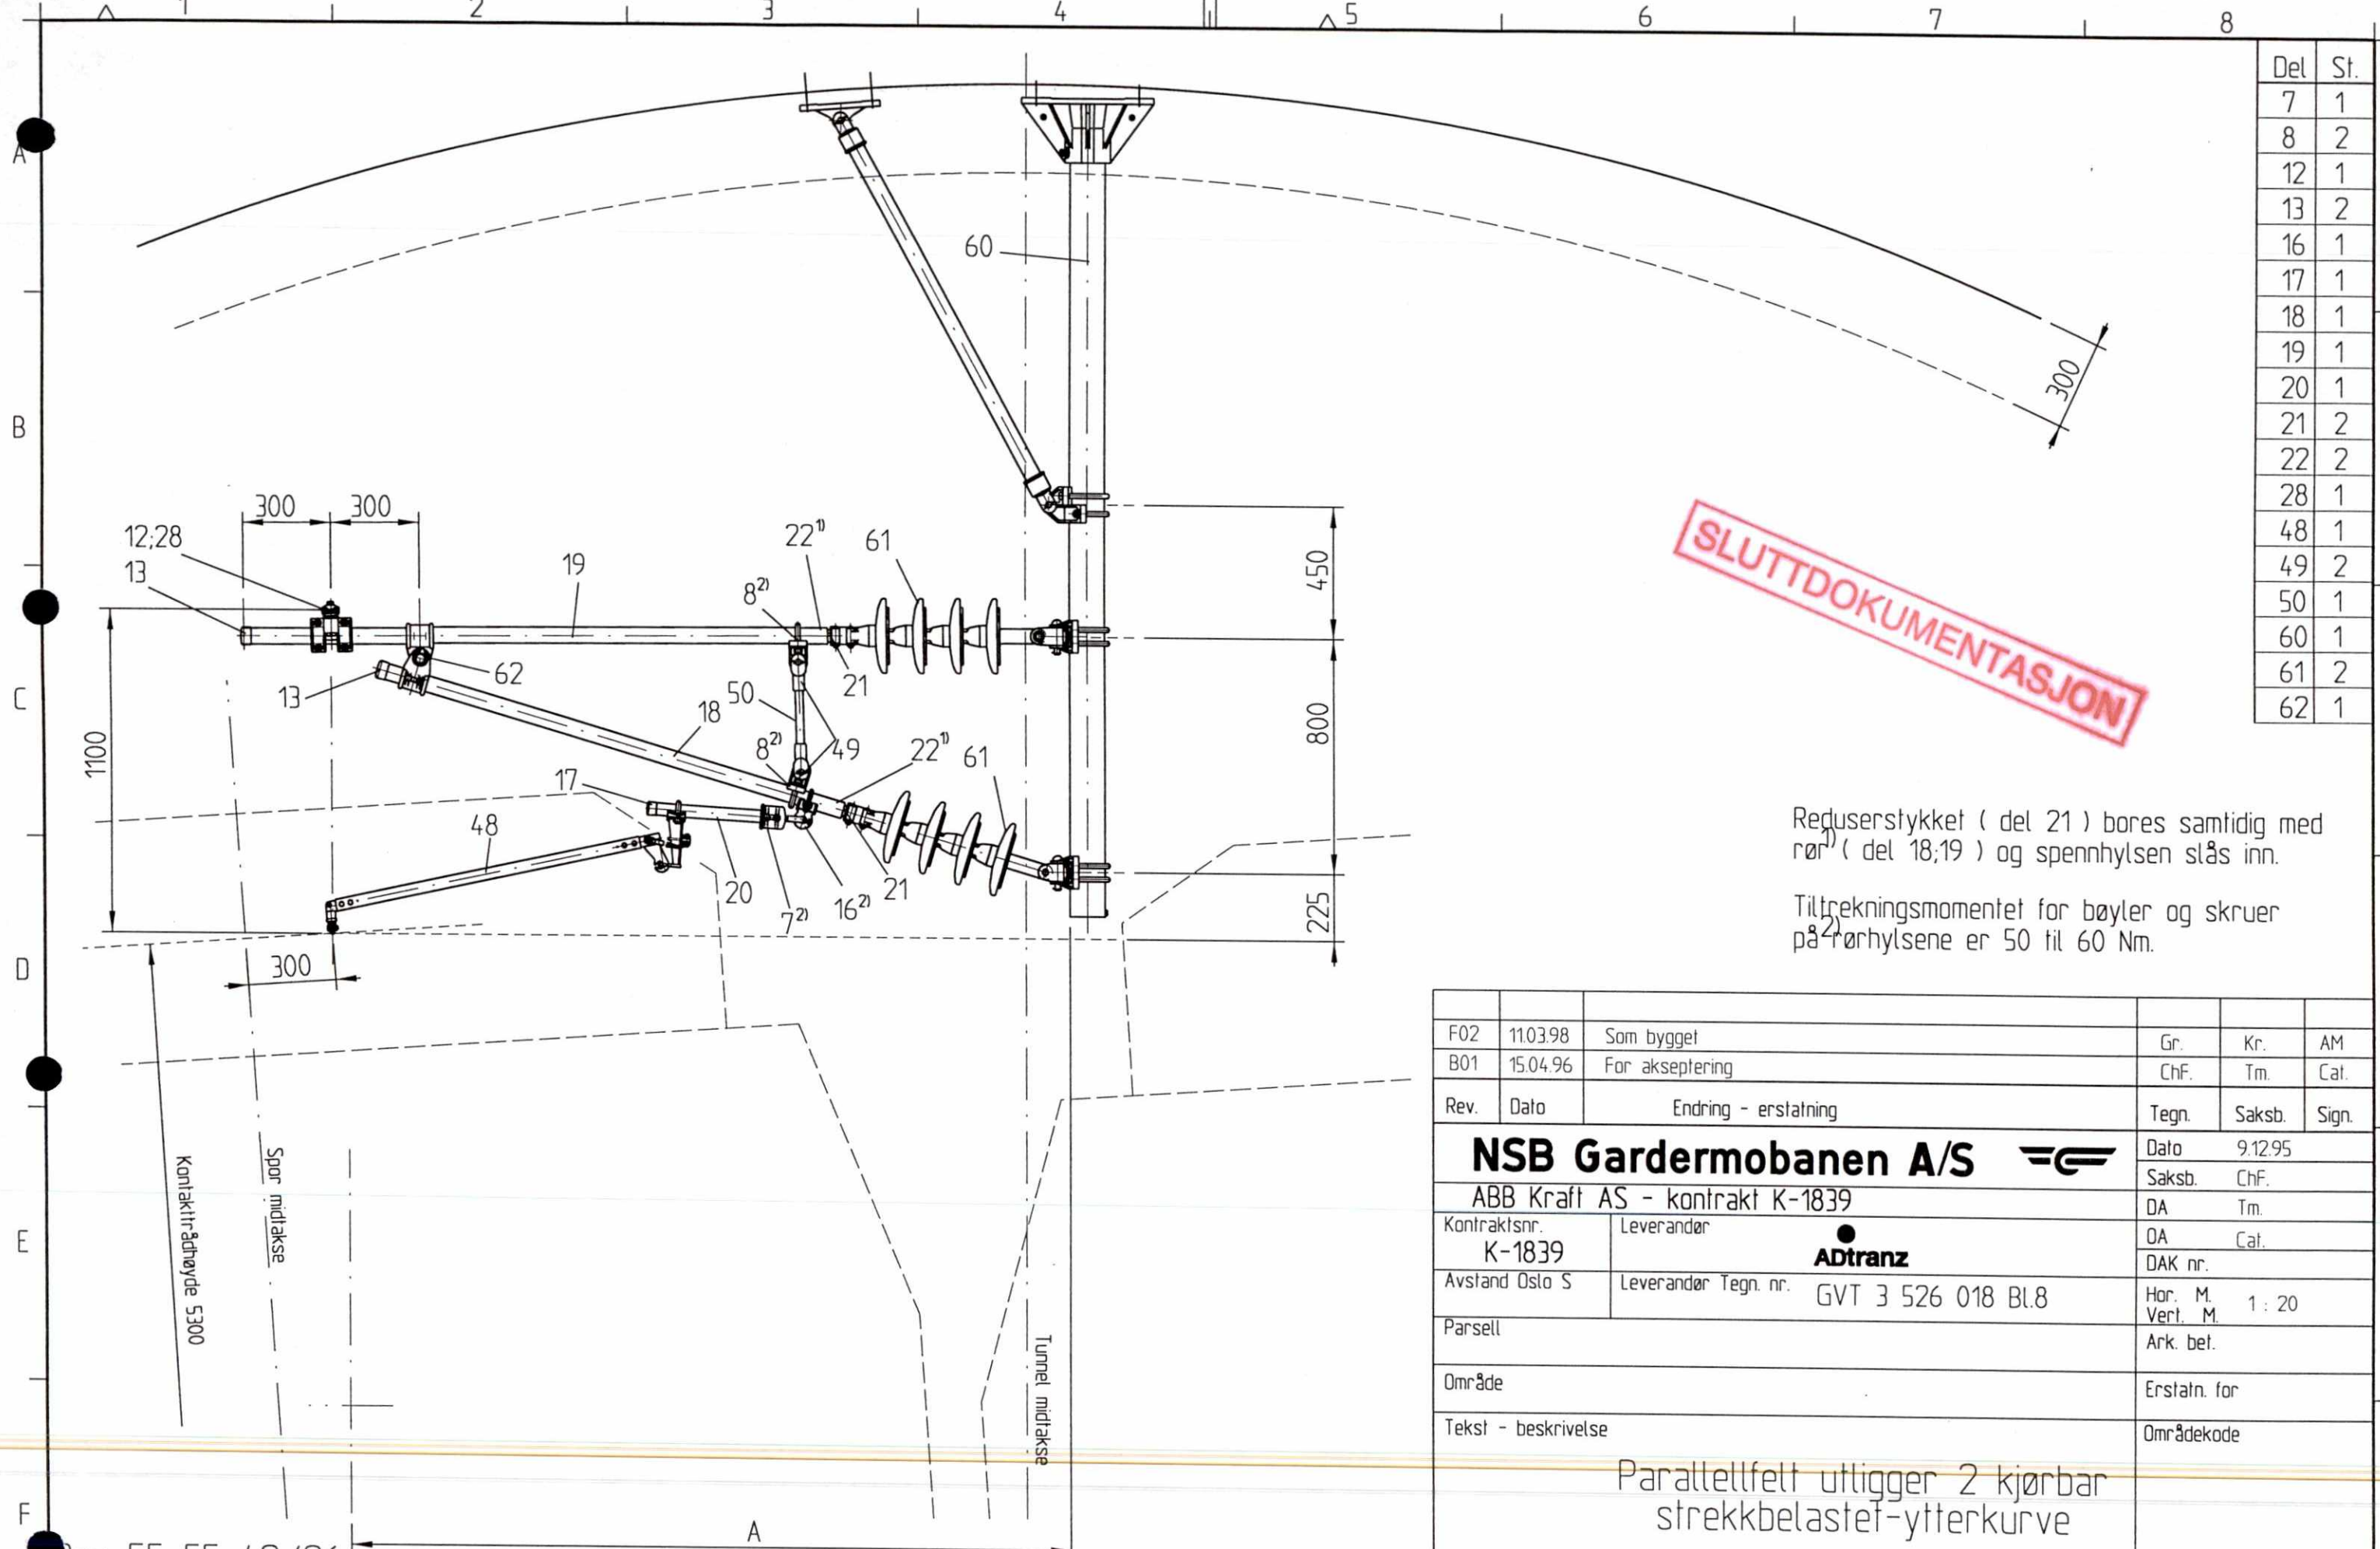 1 2 3 4 5 6 7 8
A
B
C
D
E
F
Del St.
7 1
8 2
12 1
13 2
16 1
17 1
18 1
19 1
20 1
21 2
22 2
28 1
48 1
49 2
50 1
60 1
61 2
62 1
60
300
300 300
12;28
13
19
22¹⁾
61
8²⁾
450
SLUTTDOKUMENTASJON
62
13
21
50
18
49
8²⁾
22¹⁾
61
800
1100
17
48
20
7²⁾
16²⁾
21
225
300
Reduserstykket ( del 21 ) bores samtidig med
rør¹⁾ ( del 18;19 ) og spennhylsen slås inn.
Tiltrekningsmomentet for bøyler og skruer
på²⁾ rørhylsene er 50 til 60 Nm.
Kontakttrådhøyde 5300
Spor midtakse
Tunnel midtakse
A
F02 11.03.98 Som bygget Gr. Kr. AM
B01 15.04.96 For akseptering ChF. Tm. Cat.
Rev. Dato Endring - erstatning Tegn. Saksb. Sign.
NSB Gardermobanen A/S
Dato 9.12.95
Saksb. ChF.
ABB Kraft AS - kontrakt K-1839
DA Tm.
Kontraktsnr.
K-1839
Leverandør
ADtranz
OA Cat.
DAK nr.
Avstand Oslo S
Leverandør Tegn. nr. GVT 3 526 018 Bl.8
Hor. M.
Vert. M. 1 : 20
Parsell
Ark. bet.
Område
Erstatn. for
Tekst - beskrivelse
Områdekode
Parallellfelt utligger 2 kjørbar
strekkbelastet-ytterkurve